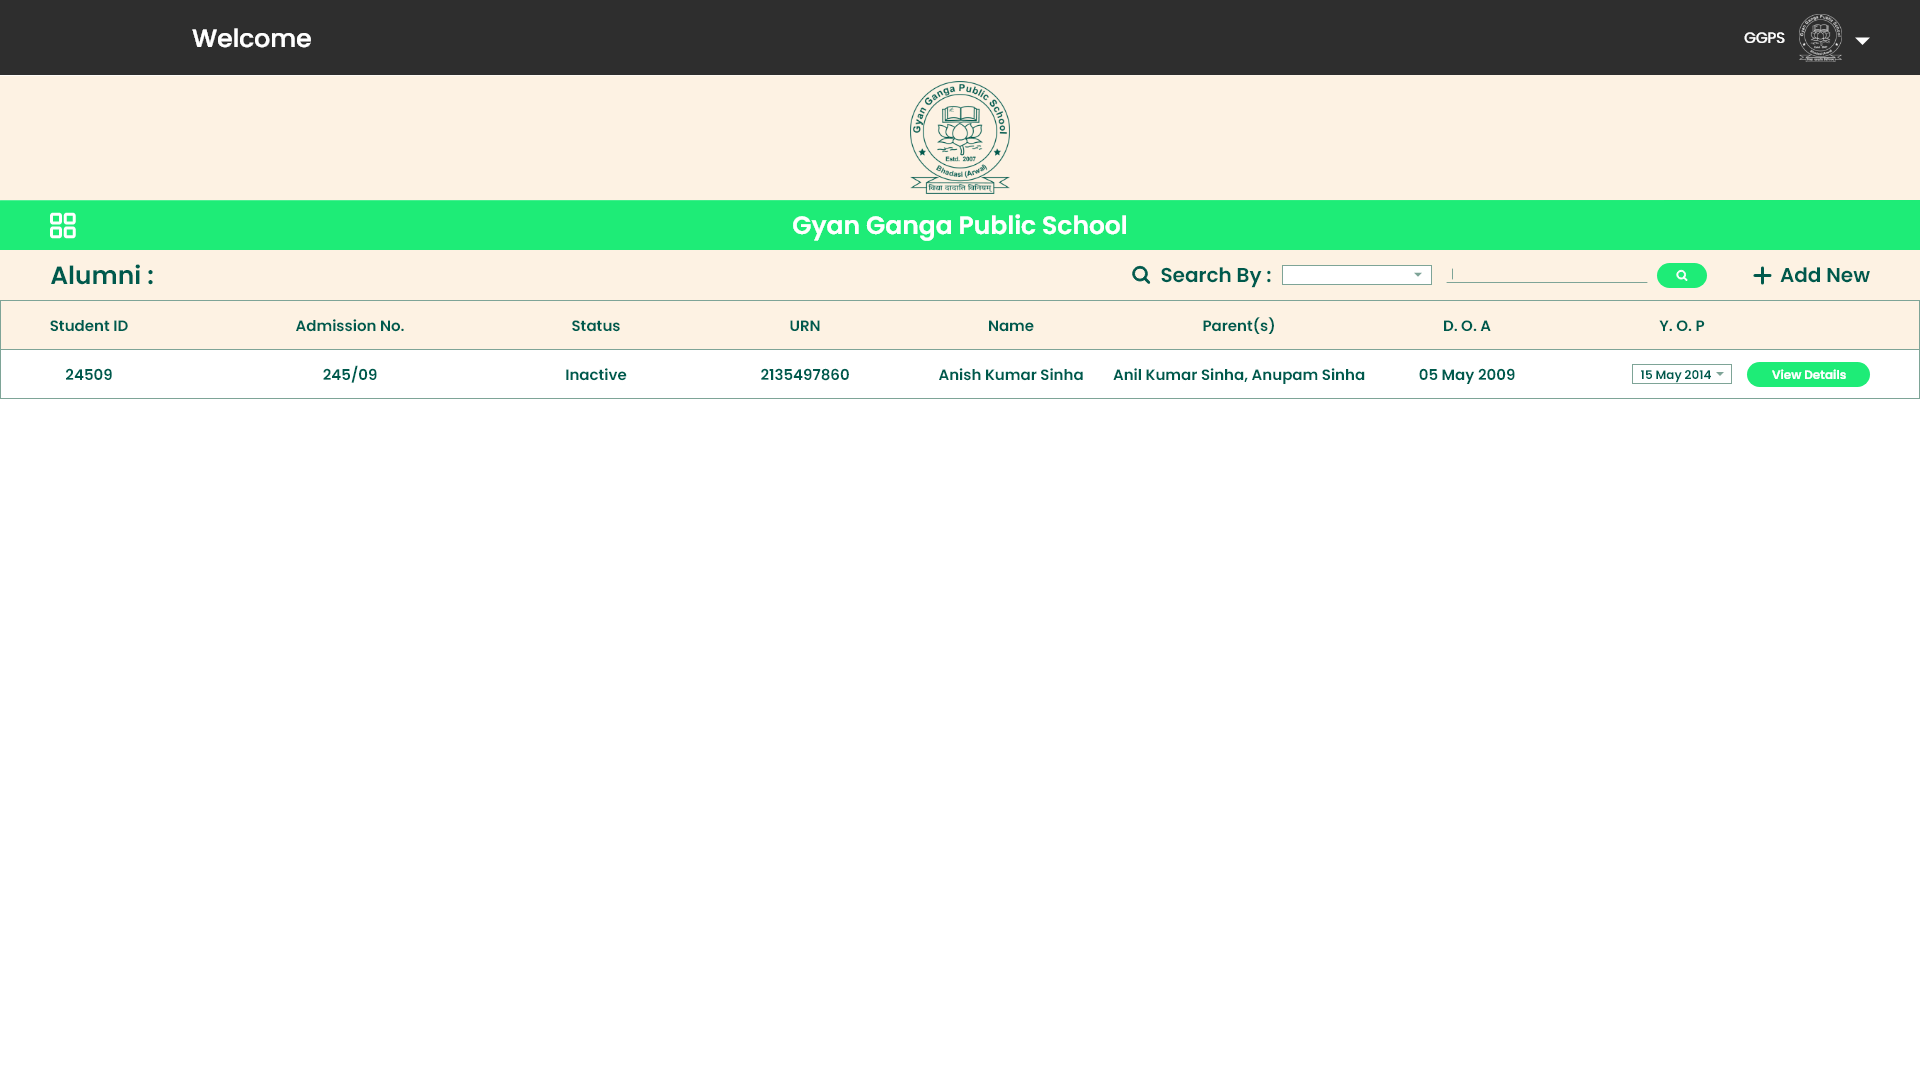 Welcome
GGPS
Gyan Ganga Public School
Estd. 2007
Bhadasi (Arwal)
विद्या दादाति विनियम्
Gyan Ganga Public School
Alumni :
Search By :
Add New
Student ID Admission No. Status URN Name Parent(s) D. O. A Y. O. P
24509 245/09 Inactive 2135497860 Anish Kumar Sinha Anil Kumar Sinha, Anupam Sinha 05 May 2009 15 May 2014 View Details